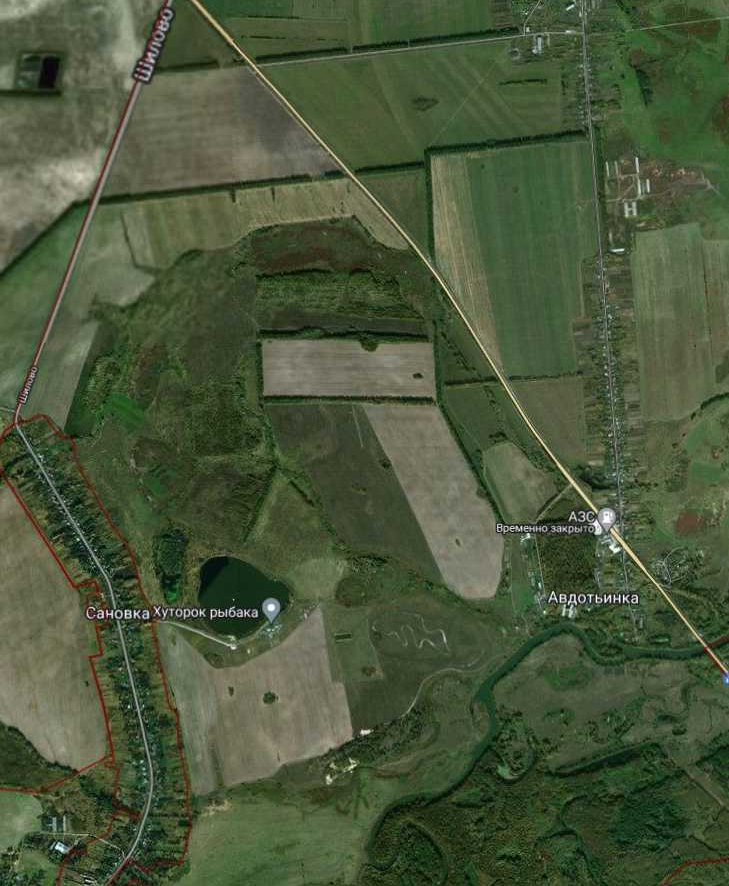 Шилово
Шилово
АЗС
Временно закрыто
Авдотьинка
Сановка
Хуторок рыбака